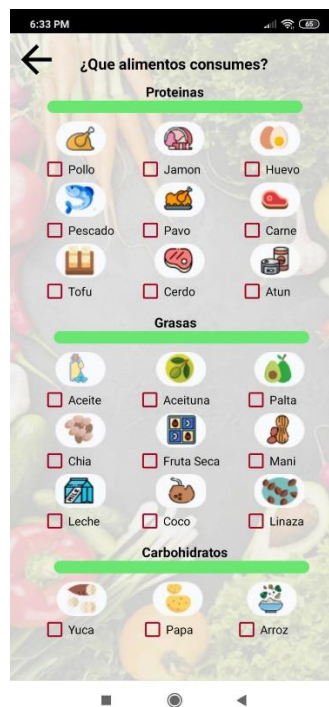 6:33 PM 65
¿Que alimentos consumes?
Proteinas
Pollo Jamon Huevo
Pescado Pavo Carne
Tofu Cerdo Atun
Grasas
Aceite Aceituna Palta
Chia Fruta Seca Mani
Leche Coco Linaza
Carbohidratos
Yuca Papa Arroz